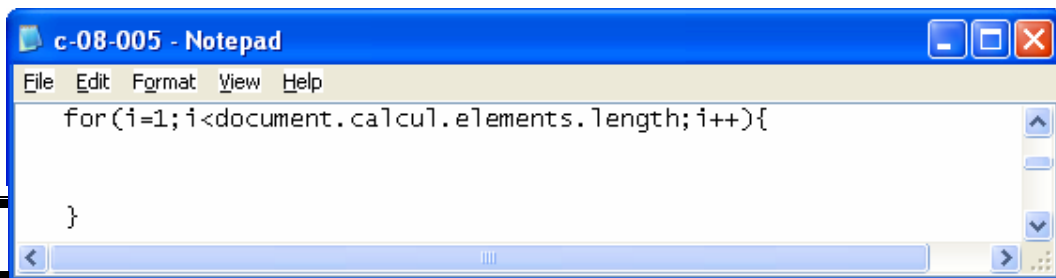 c-08-005 - Notepad
File Edit Format View Help
for(i=1;i<document.calcul.elements.length;i++){
}